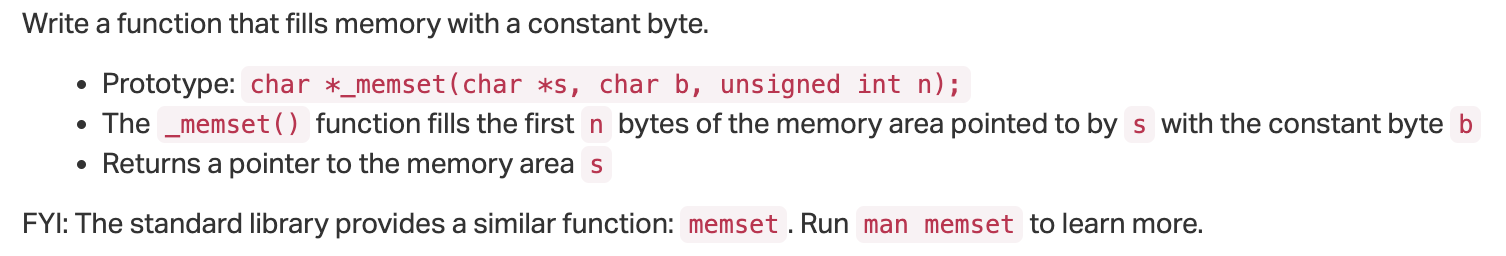 Write a function that fills memory with a constant byte.
• Prototype: char *_memset(char *s, char b, unsigned int n);
• The _memset() function fills the first n bytes of the memory area pointed to by s with the constant byte b
• Returns a pointer to the memory area s
FYI: The standard library provides a similar function: memset. Run man memset to learn more.